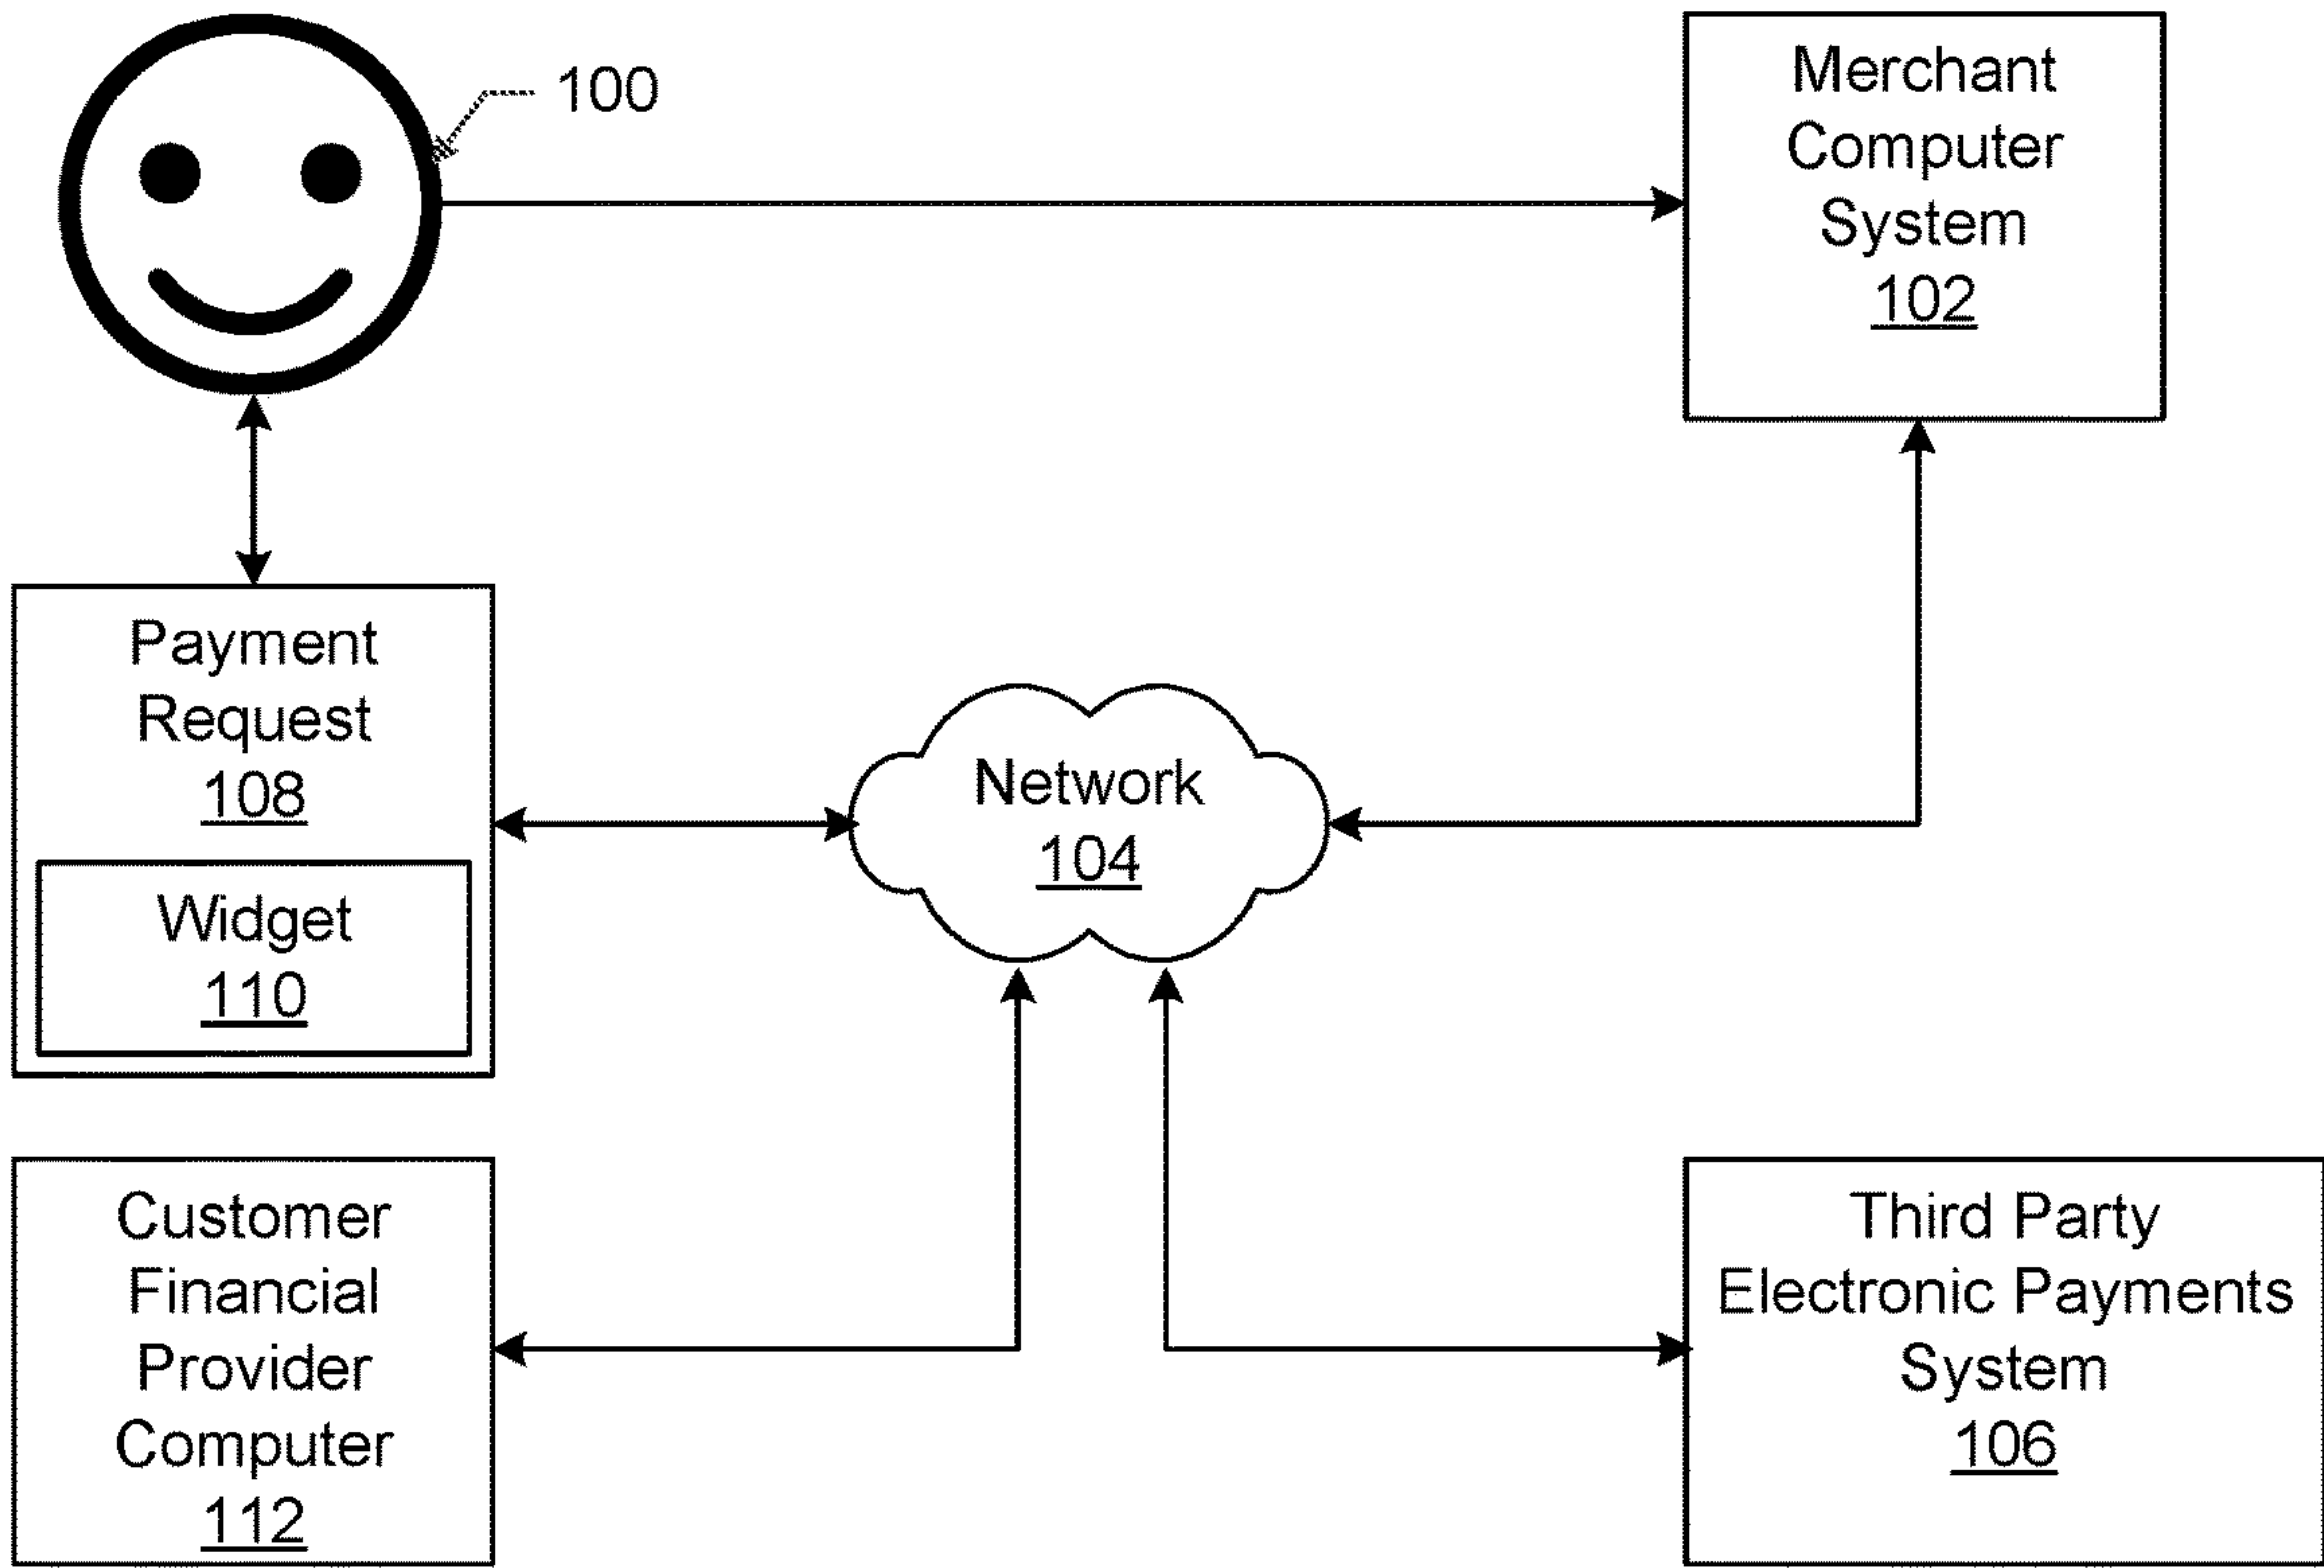 100
Merchant
Computer
System
102
Payment
Request
108
Widget
110
Network
104
Customer
Financial
Provider
Computer
112
Third Party
Electronic Payments
System
106